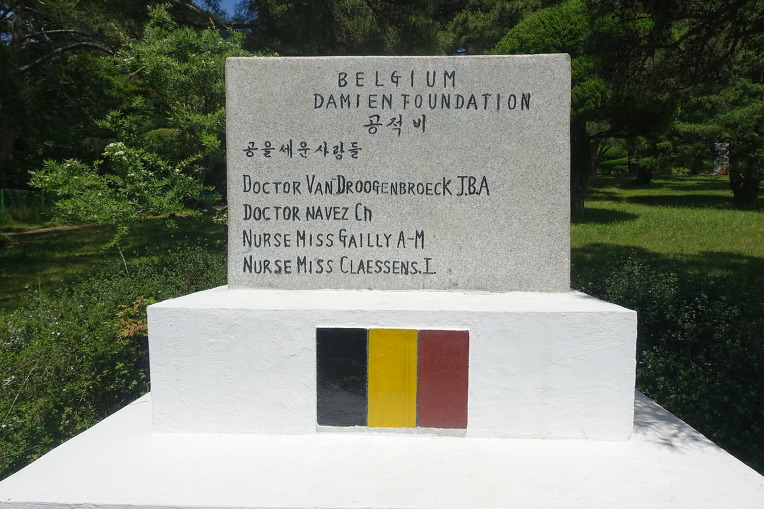 BELGIUM
DAMIEN FOUNDATION
공적비
공을세운사람들
DOCTOR VAN DROOGENBROECK J.B.A
DOCTOR NAVEZ Ch
NURSE MISS GAILLY A-M
NURSE MISS CLAESSENS.L.